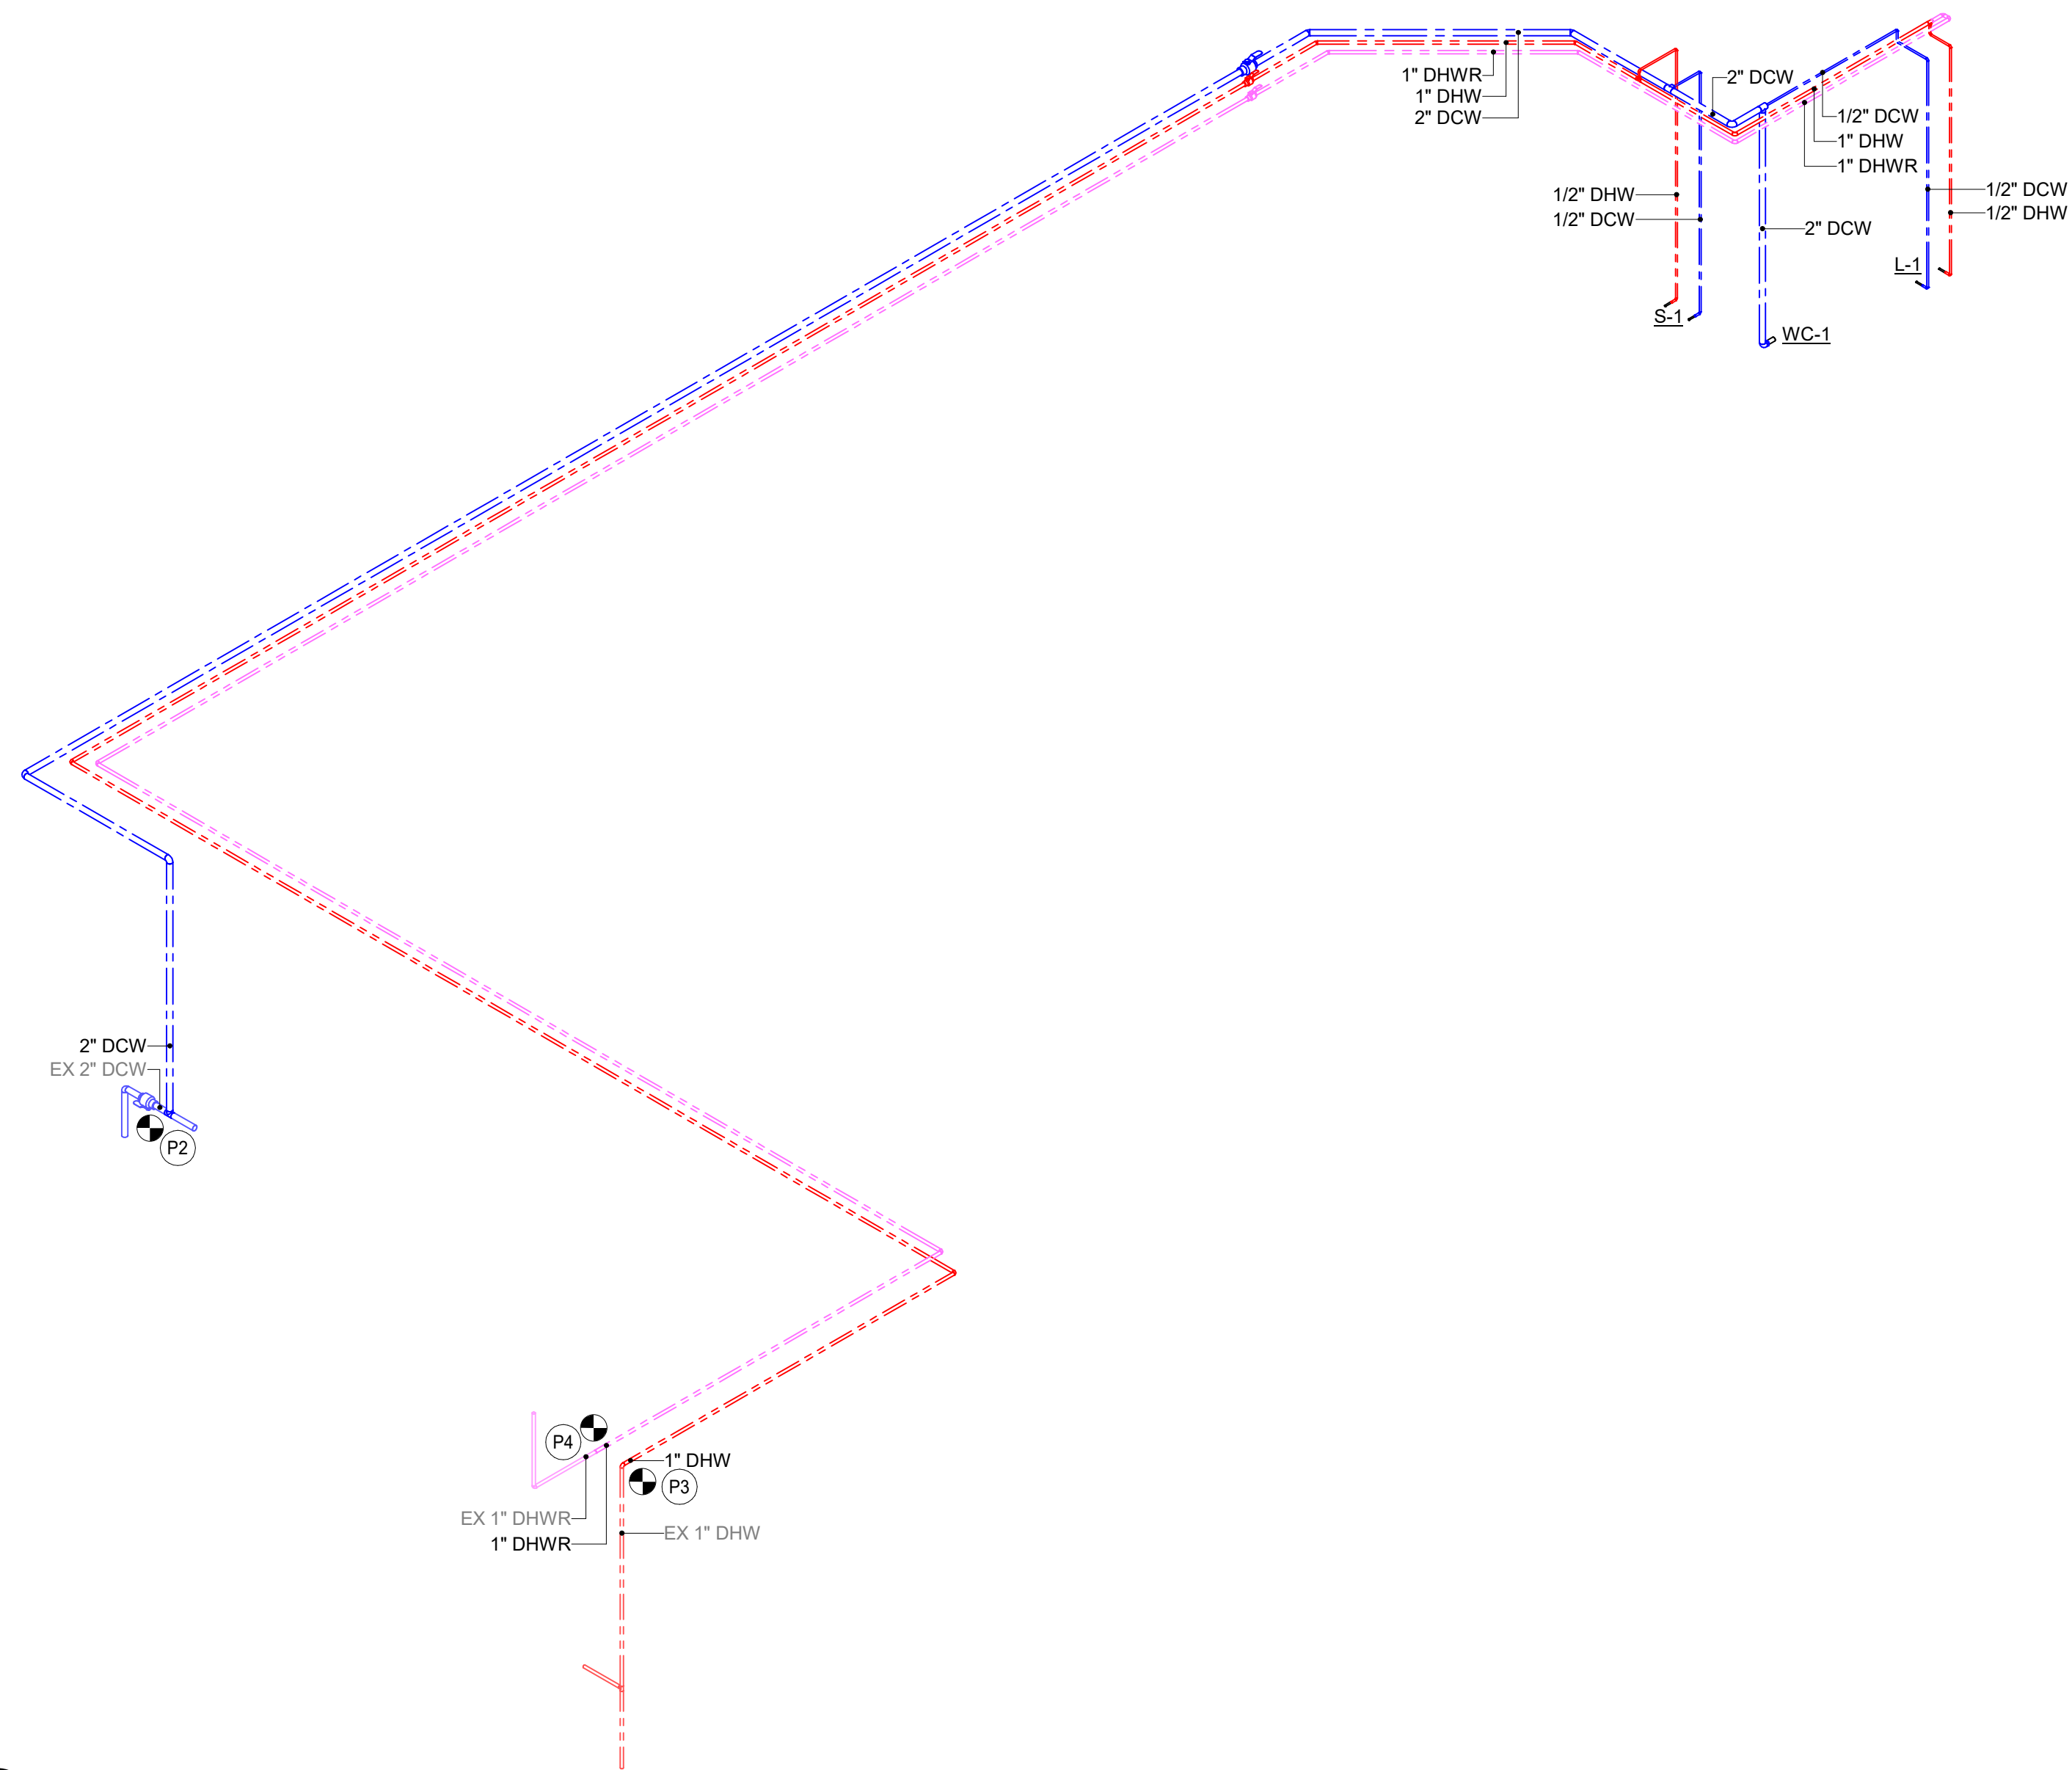 1" DHWR
1" DHW
2" DCW
2" DCW
1/2" DCW
1" DHW
1" DHWR
1/2" DHW
1/2" DCW
2" DCW
1/2" DCW
1/2" DHW
L-1
S-1
WC-1
2" DCW
EX 2" DCW
P2
P4
1" DHW
P3
EX 1" DHWR
1" DHWR
EX 1" DHW